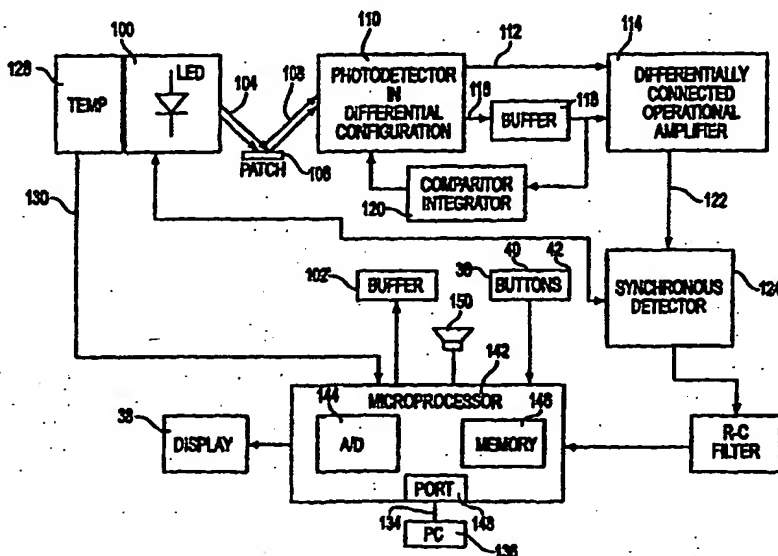 100
110
112
114
128
TEMP
LED
104
108
PHOTODETECTOR
IN
DIFFERENTIAL
CONFIGURATION
116
BUFFER
118
DIFFERENTIALLY
CONNECTED
OPERATIONAL
AMPLIFIER
PATCH
106
130
120
COMPARITOR
INTEGRATOR
122
40
42
102
BUFFER
36
BUTTONS
150
SYNCHRONOUS
DETECTOR
124
142
MICROPROCESSOR
144
A/D
146
MEMORY
38
DISPLAY
R-C
FILTER
PORT
134
148
PC
136